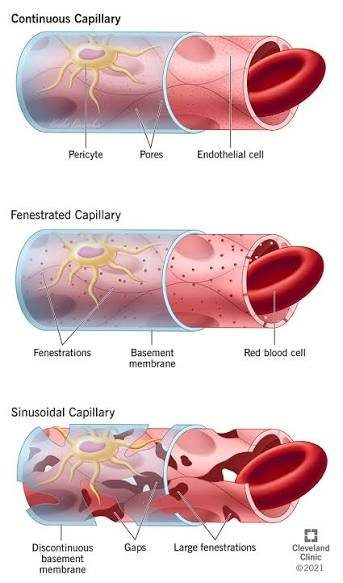 Continuous Capillary
Pericyte
Pores
Endothelial cell
Fenestrated Capillary
Fenestrations
Basement
membrane
Red blood cell
Sinusoidal Capillary
Discontinuous
basement
membrane
Gaps
Large fenestrations
Cleveland
Clinic
©2021